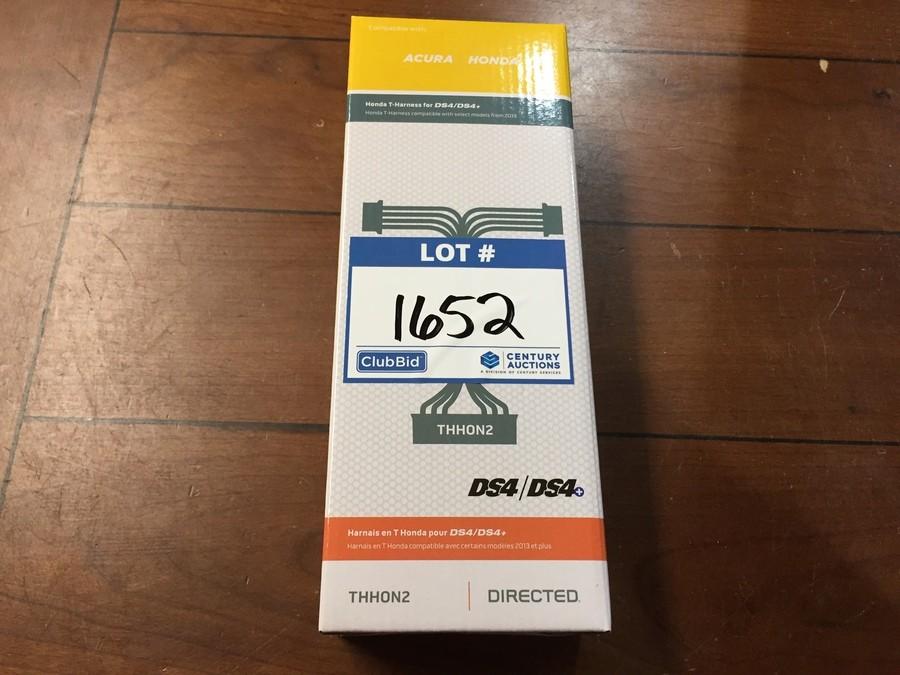 Compatible with:
ACURA HONDA
Honda T-Harness for DS4/DS4+
Honda T-Harness compatible with select models from 2013
LOT #
1652
ClubBid
CENTURY AUCTIONS
A DIVISION OF CENTURY SERVICES
THHON2
DS4/DS4+
Harnais en T Honda pour DS4/DS4+
Harnais en T Honda compatible avec certains modèles 2013 et plus
THHON2 DIRECTED